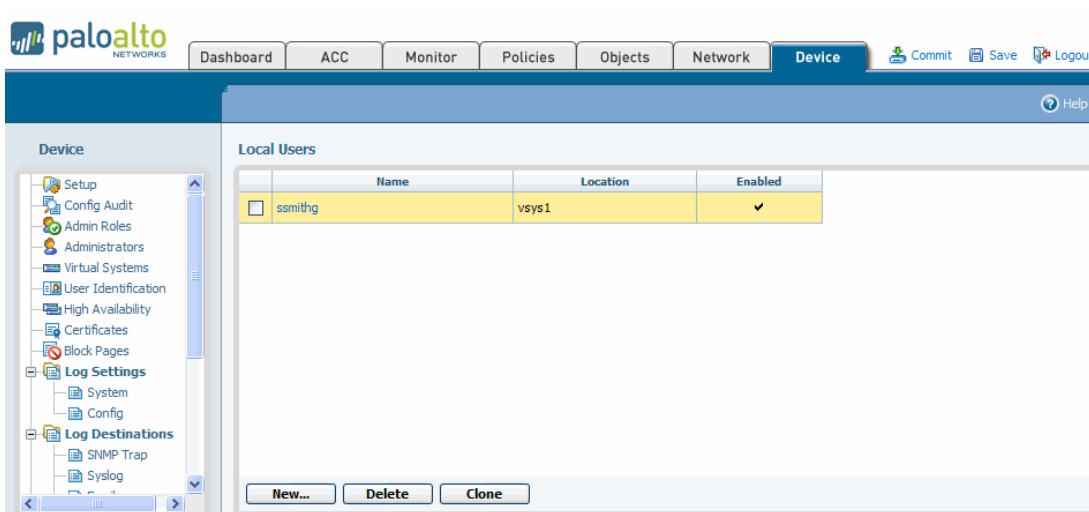 paloalto
NETWORKS
Dashboard ACC Monitor Policies Objects Network Device Commit Save Logou
Help
Device
Local Users
Setup
Config Audit
Admin Roles
Administrators
Virtual Systems
User Identification
High Availability
Certificates
Block Pages
Log Settings
System
Config
Log Destinations
SNMP Trap
Syslog
Name Location Enabled
ssmithg vsys1
New... Delete Clone